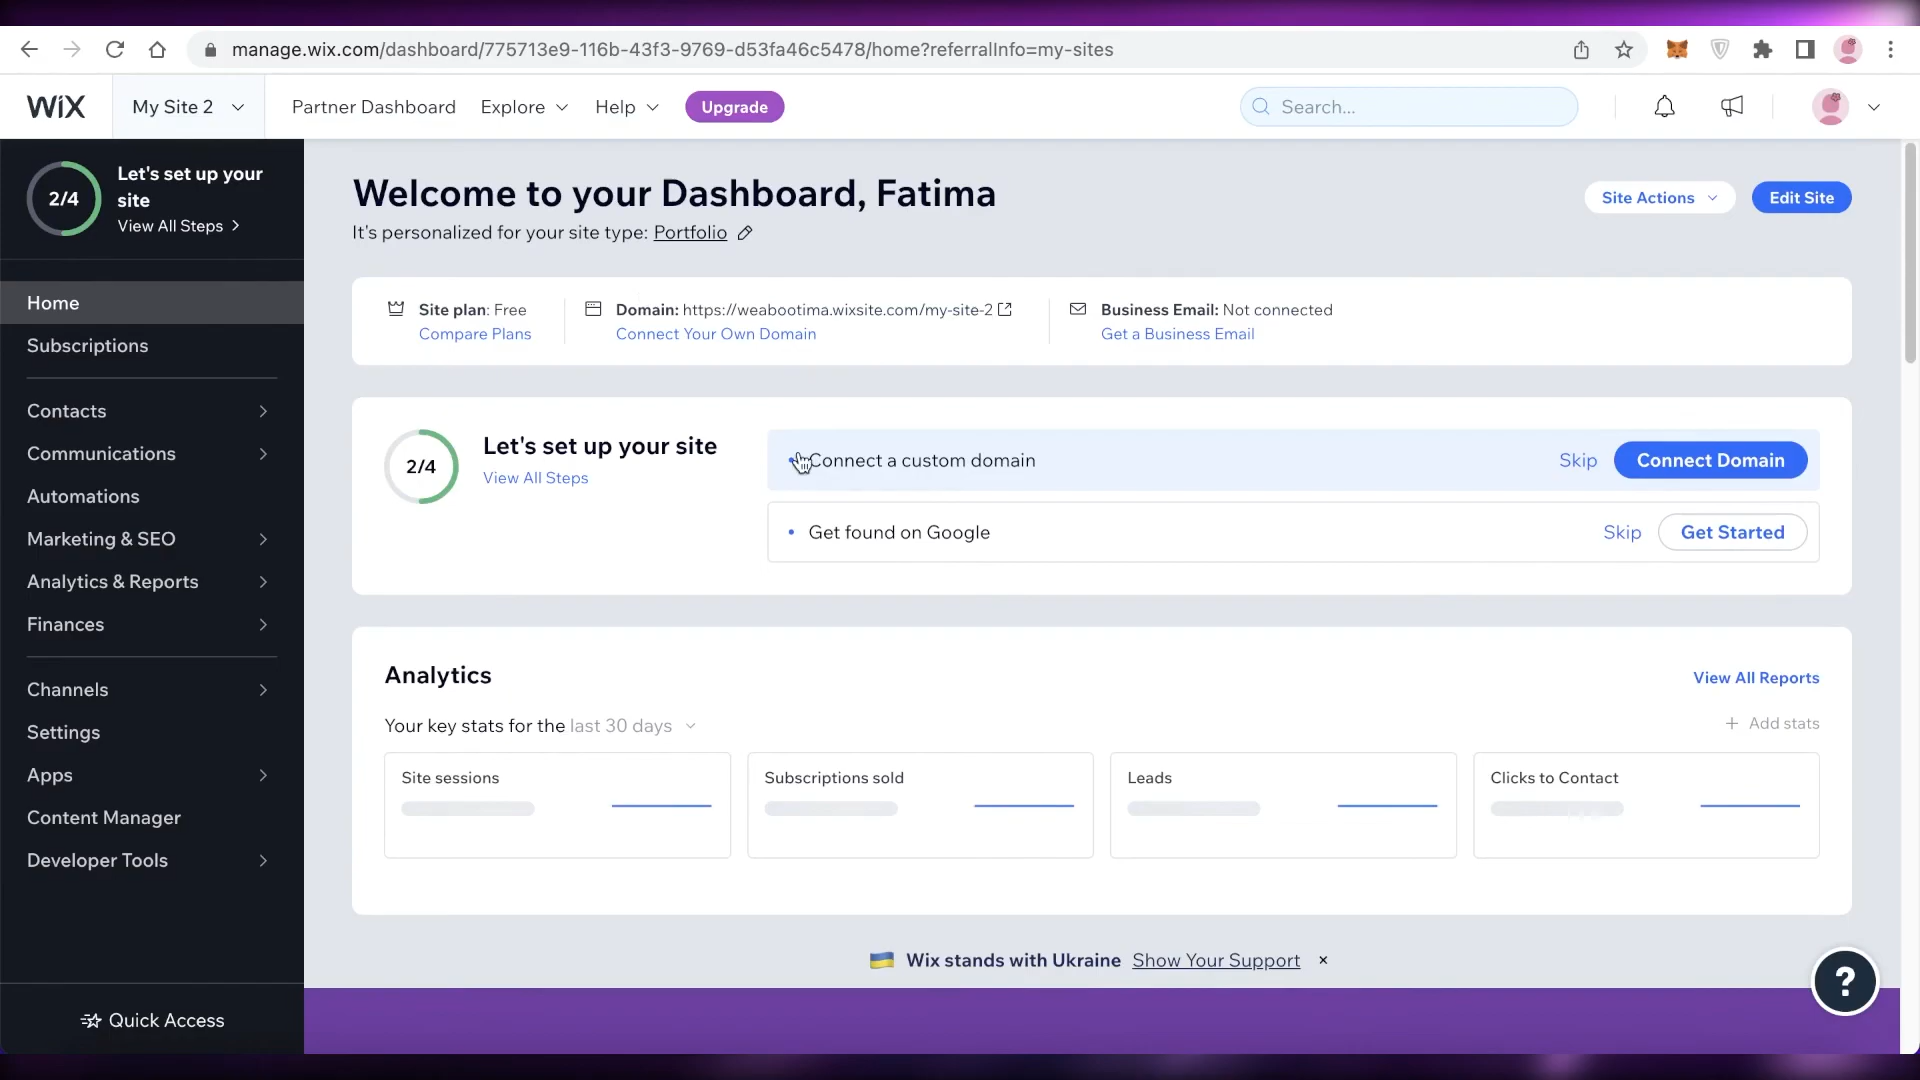 manage.wix.com/dashboard/775713e9-116b-43f3-9769-d53fa46c5478/home?referralInfo=my-sites
WiX
My Site 2
Partner Dashboard
Explore
Help
Upgrade
Search...
2/4
Let's set up your
site
View All Steps
Home
Subscriptions
Contacts
Communications
Automations
Marketing & SEO
Analytics & Reports
Finances
Channels
Settings
Apps
Content Manager
Developer Tools
Quick Access
Welcome to your Dashboard, Fatima
It's personalized for your site type: Portfolio
Site Actions
Edit Site
Site plan: Free
Compare Plans
Domain: https://weabootima.wixsite.com/my-site-2
Connect Your Own Domain
Business Email: Not connected
Get a Business Email
2/4
Let's set up your site
View All Steps
Connect a custom domain
Skip
Connect Domain
Get found on Google
Skip
Get Started
Analytics
View All Reports
Your key stats for the last 30 days
+ Add stats
Site sessions
Subscriptions sold
Leads
Clicks to Contact
Wix stands with Ukraine Show Your Support ×
?